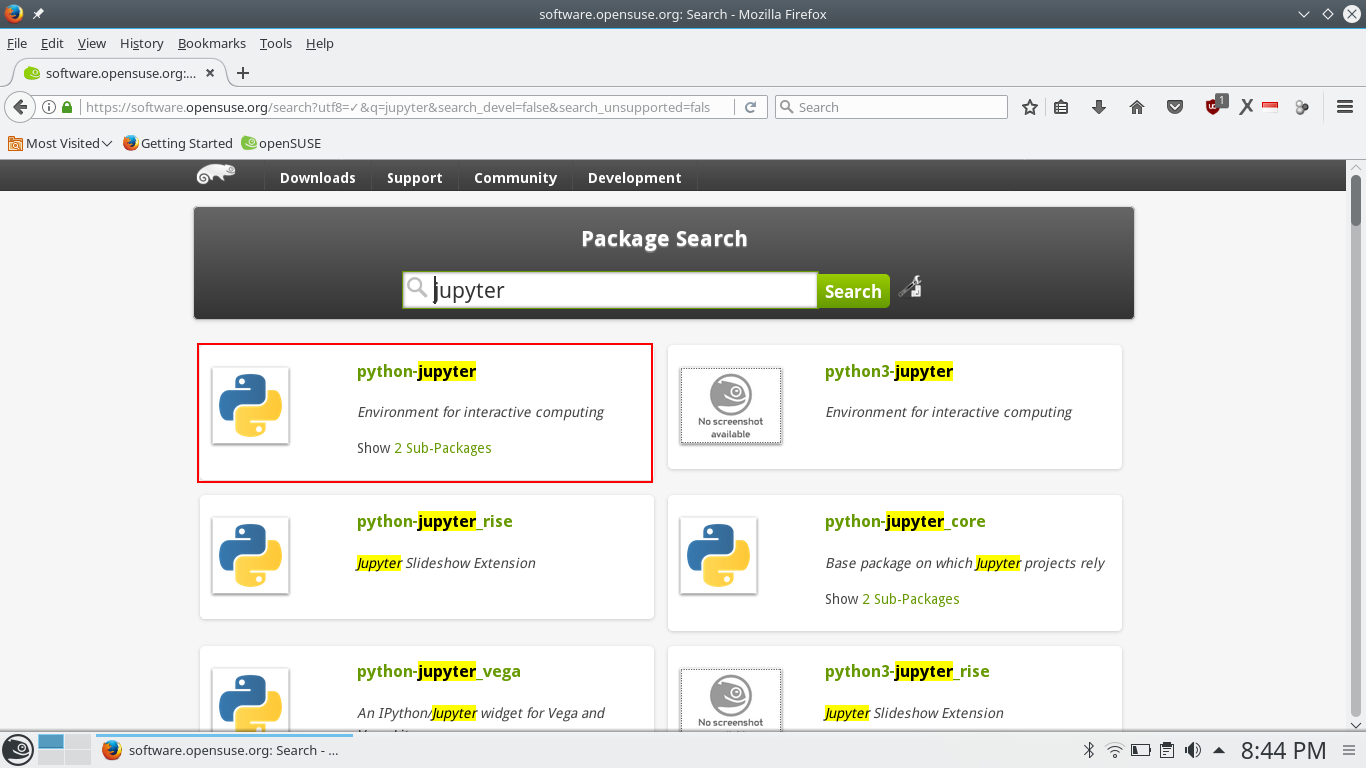 software.opensuse.org: Search - Mozilla Firefox
File Edit View History Bookmarks Tools Help
software.opensuse.org:...
https://software.opensuse.org/search?utf8=✓&q=jupyter&search_devel=false&search_unsupported=fals
Search
1
Most Visited Getting Started openSUSE
Downloads Support Community Development
Package Search
jupyter
Search
python-jupyter
Environment for interactive computing
Show 2 Sub-Packages
python3-jupyter
No screenshot
available
Environment for interactive computing
python-jupyter_rise
Jupyter Slideshow Extension
python-jupyter_core
Base package on which Jupyter projects rely
Show 2 Sub-Packages
python-jupyter_vega
An IPython/Jupyter widget for Vega and
python3-jupyter_rise
No screenshot
Jupyter Slideshow Extension
software.opensuse.org: Search - ...
8:44 PM